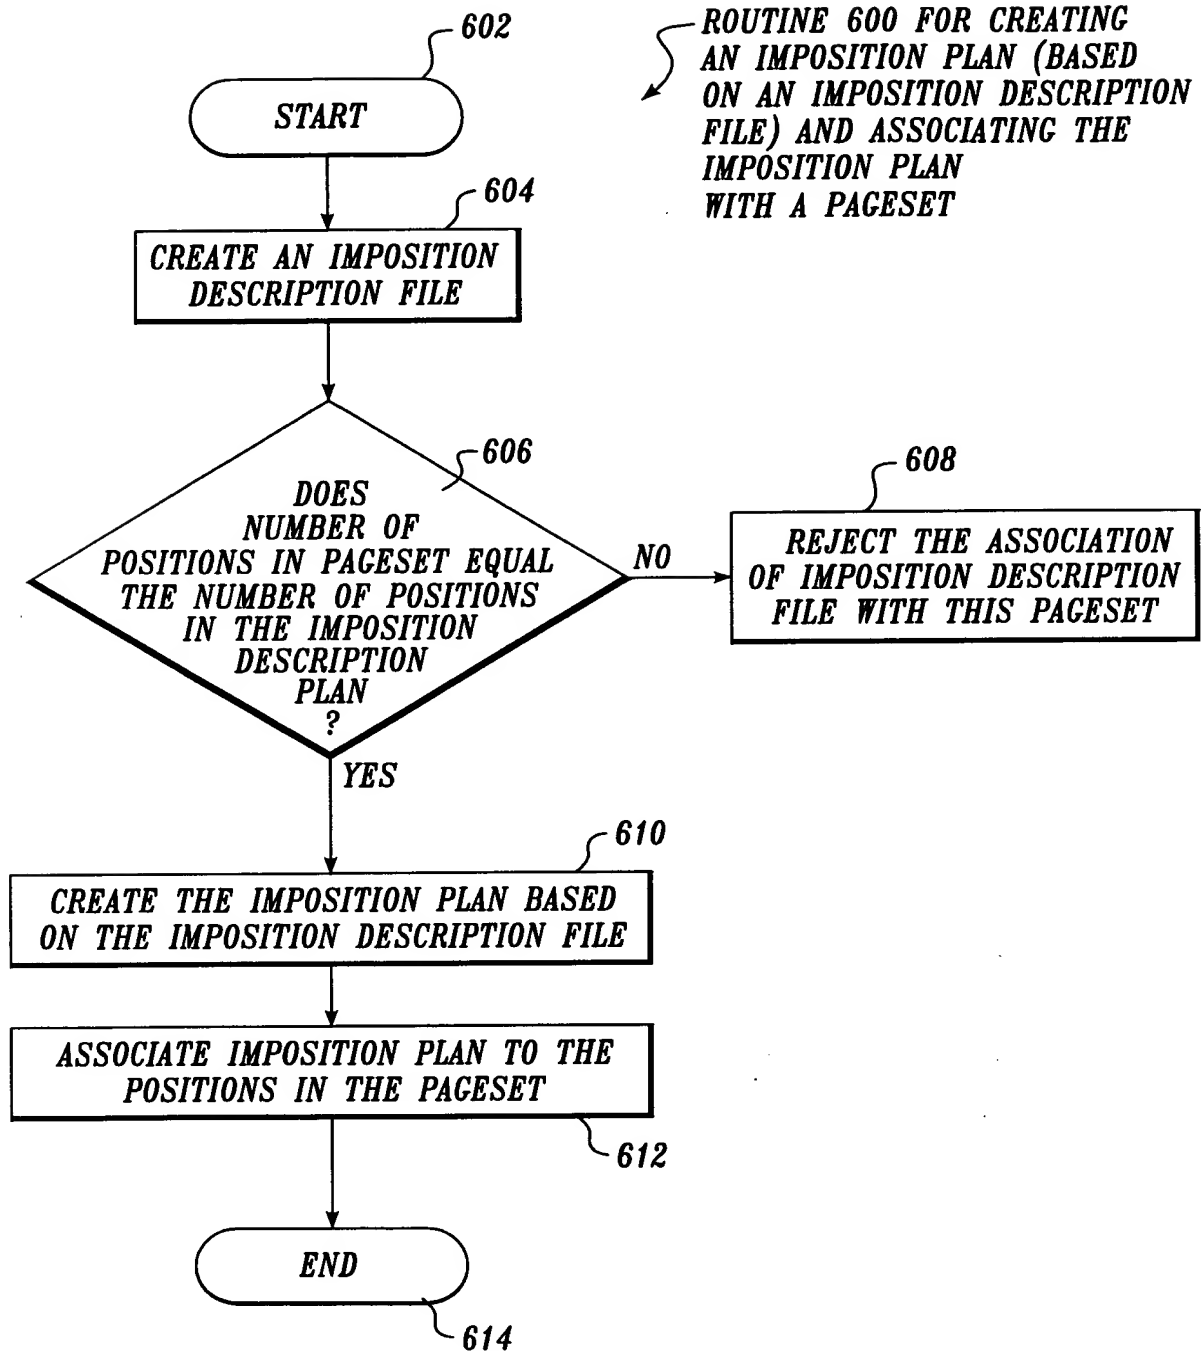 602
ROUTINE 600 FOR CREATING
AN IMPOSITION PLAN (BASED
ON AN IMPOSITION DESCRIPTION
FILE) AND ASSOCIATING THE
IMPOSITION PLAN
WITH A PAGESET
START
604
CREATE AN IMPOSITION
DESCRIPTION FILE
606
DOES
NUMBER OF
POSITIONS IN PAGESET EQUAL
THE NUMBER OF POSITIONS
IN THE IMPOSITION
DESCRIPTION
PLAN
?
NO
608
REJECT THE ASSOCIATION
OF IMPOSITION DESCRIPTION
FILE WITH THIS PAGESET
YES
610
CREATE THE IMPOSITION PLAN BASED
ON THE IMPOSITION DESCRIPTION FILE
ASSOCIATE IMPOSITION PLAN TO THE
POSITIONS IN THE PAGESET
612
END
614